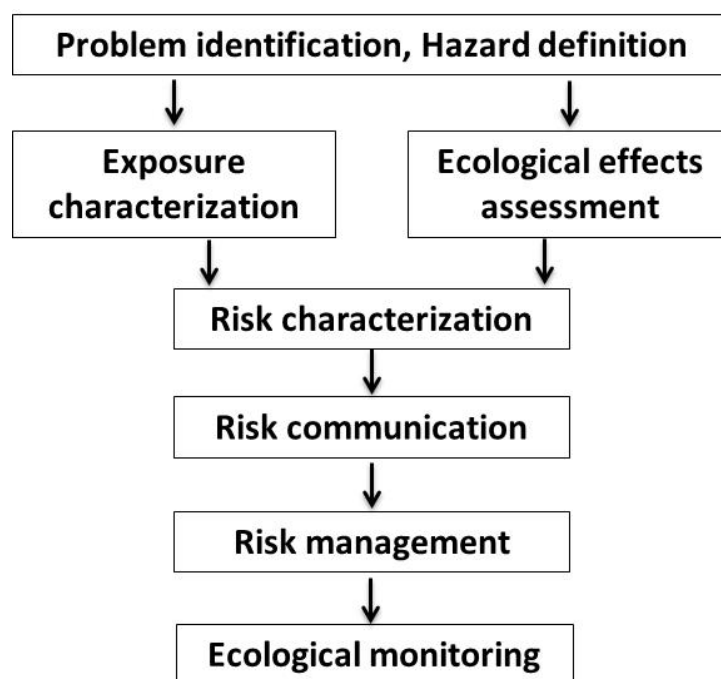 Problem identification, Hazard definition
Exposure
characterization
Ecological effects
assessment
Risk characterization
Risk communication
Risk management
Ecological monitoring